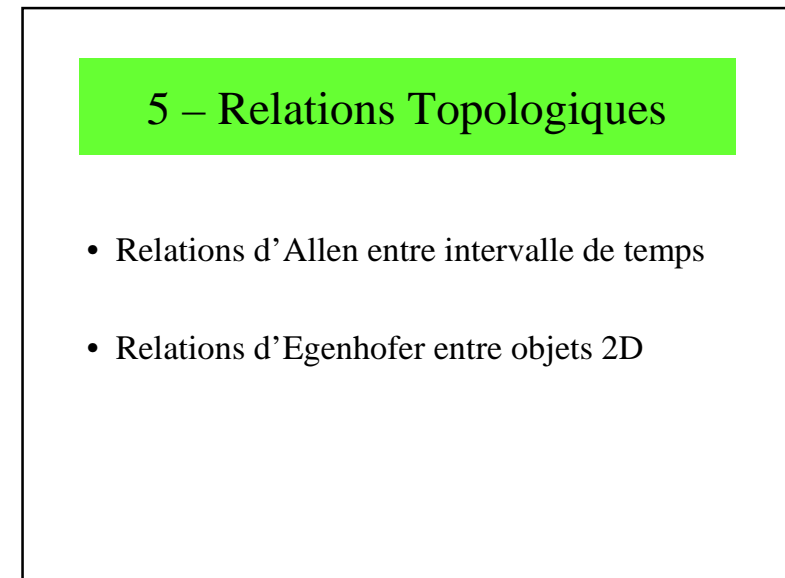 5 – Relations Topologiques
• Relations d’Allen entre intervalle de temps
• Relations d’Egenhofer entre objets 2D